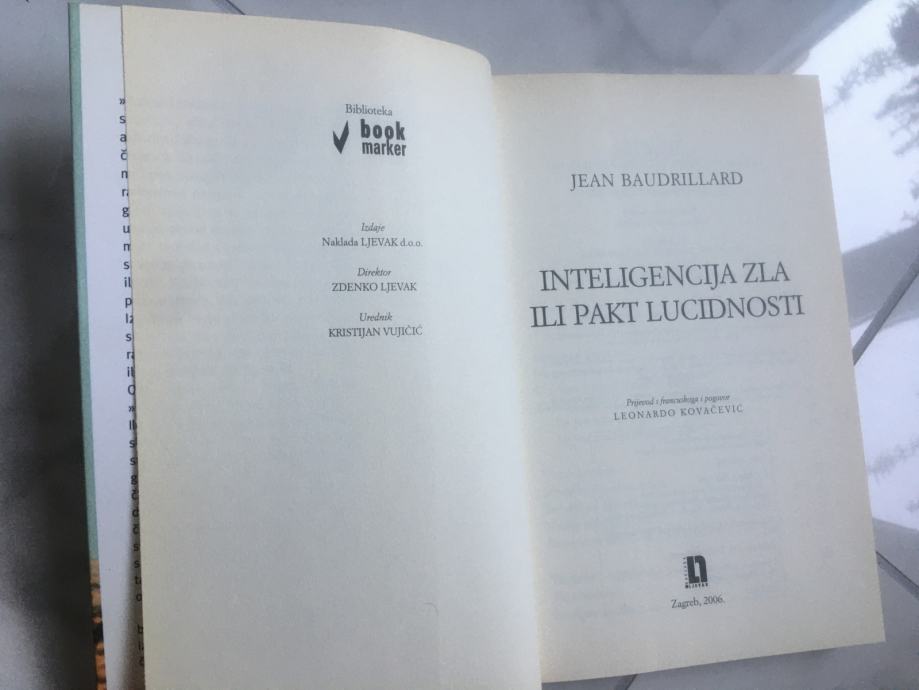 Biblioteka
book
marker
Izdaje
Naklada LJEVAK d.o.o.
Direktor
ZDENKO LJEVAK
Urednik
KRISTIJAN VUJIČIĆ
JEAN BAUDRILLARD
INTELIGENCIJA ZLA
ILI PAKT LUCIDNOSTI
Prijevod s francuskoga i pogovor
LEONARDO KOVAČEVIĆ
LJEVAK
Zagreb, 2006.